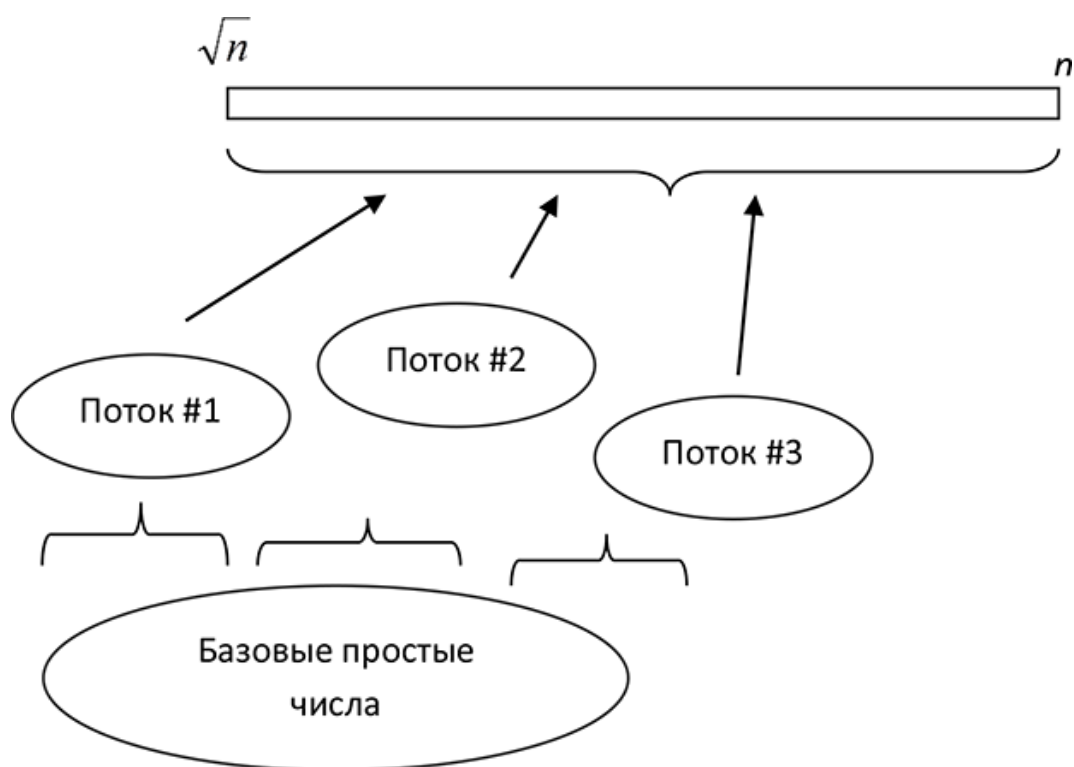 √n
n
Поток #2
Поток #1
Поток #3
Базовые простые
числа